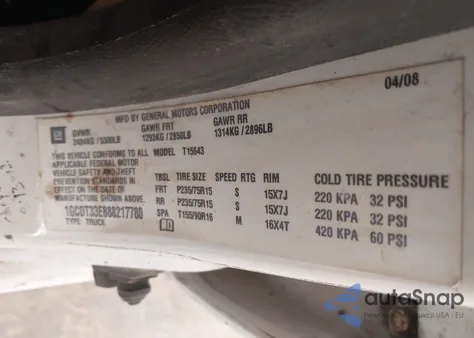 04/08
MFD BY GENERAL MOTORS CORPORATION
GM
GVWR GAWR FRT GAWR RR
2404KG / 5300LB 1293KG / 2850LB 1314KG / 2896LB
THIS VEHICLE CONFORMS TO ALL MODEL T15643
APPLICABLE FEDERAL MOTOR
VEHICLE SAFETY AND THEFT
PREVENTION STANDARDS
IN EFFECT ON THE DATE OF
MANUFACTURE SHOWN ABOVE.
1GCDT33E888217780
TYPE: TRUCK
TBSL TIRE SIZE SPEED RTG RIM COLD TIRE PRESSURE
FRT P235/75R15 S 15X7J 220 KPA 32 PSI
RR P235/75R15 S 15X7J 220 KPA 32 PSI
SPA T155/90R16 M 16X4T 420 KPA 60 PSI
autoSnap
USA - EU